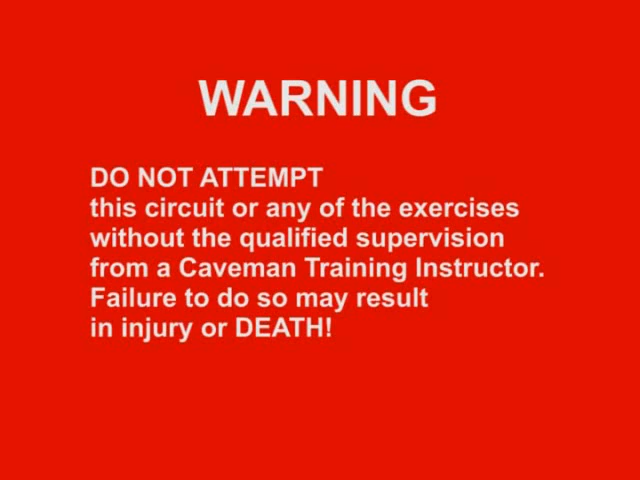 WARNING
DO NOT ATTEMPT
this circuit or any of the exercises
without the qualified supervision
from a Caveman Training Instructor.
Failure to do so may result
in injury or DEATH!